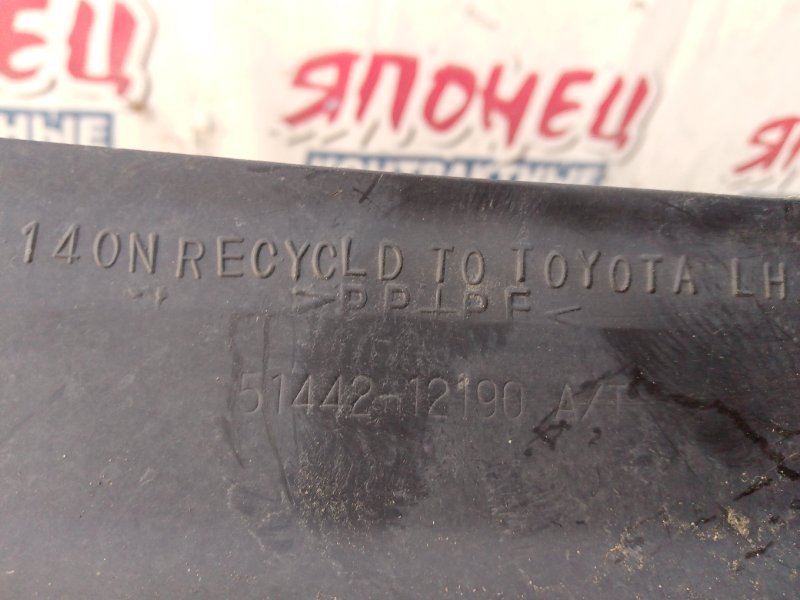 ЯПОНЕЦ
140N RECYCLD TO TOYOTA LH
>PP+PE<
51442-12190 A/T